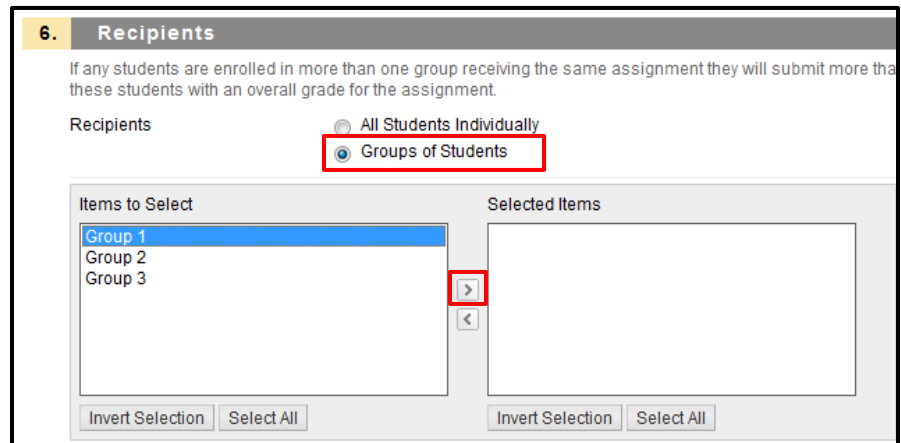 6. Recipients
If any students are enrolled in more than one group receiving the same assignment they will submit more
these students with an overall grade for the assignment.
Recipients
All Students Individually
Groups of Students
Items to Select
Selected Items
Group 1
Group 2
Group 3
>
<
Invert Selection
Select All
Invert Selection
Select All